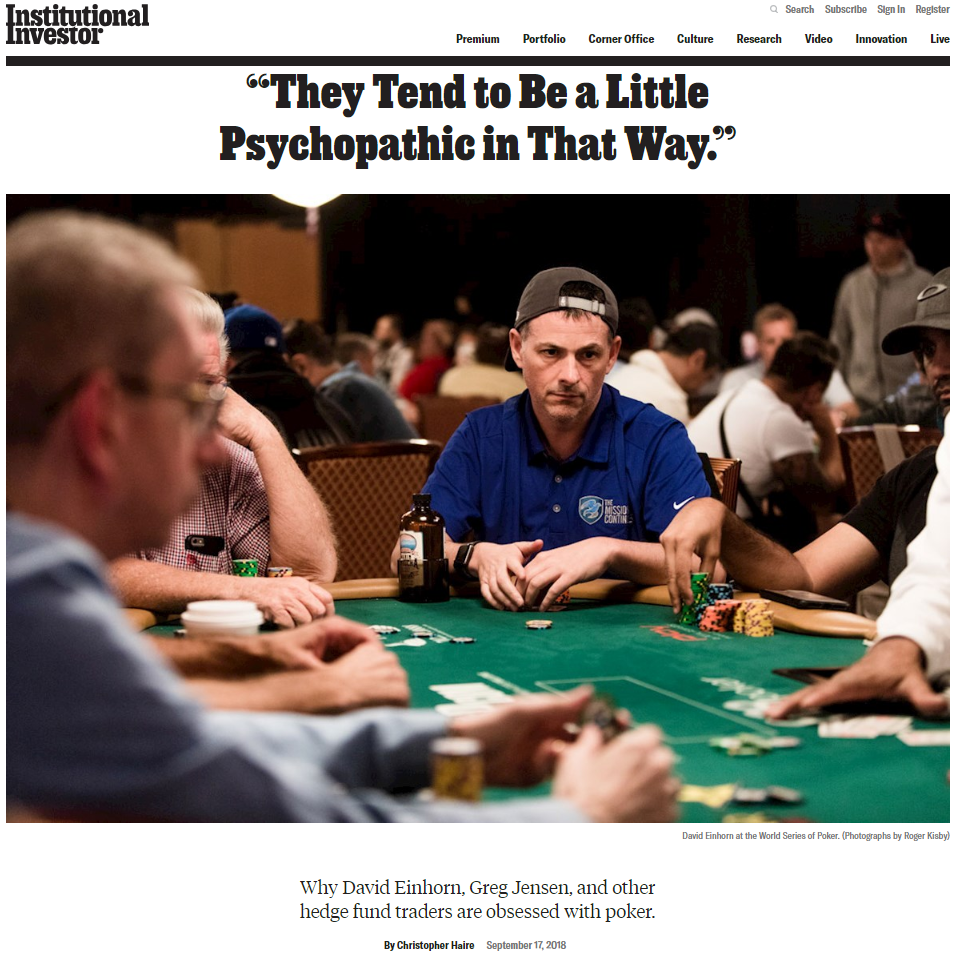 Institutional
Investor
Search Subscribe Sign In Register
Premium Portfolio Corner Office Culture Research Video Innovation Live
“They Tend to Be a Little
Psychopathic in That Way.”
THE
MISSIO
CONTIN
David Einhorn at the World Series of Poker. (Photographs by Roger Kisby)
Why David Einhorn, Greg Jensen, and other
hedge fund traders are obsessed with poker.
By Christopher Haire September 17, 2018